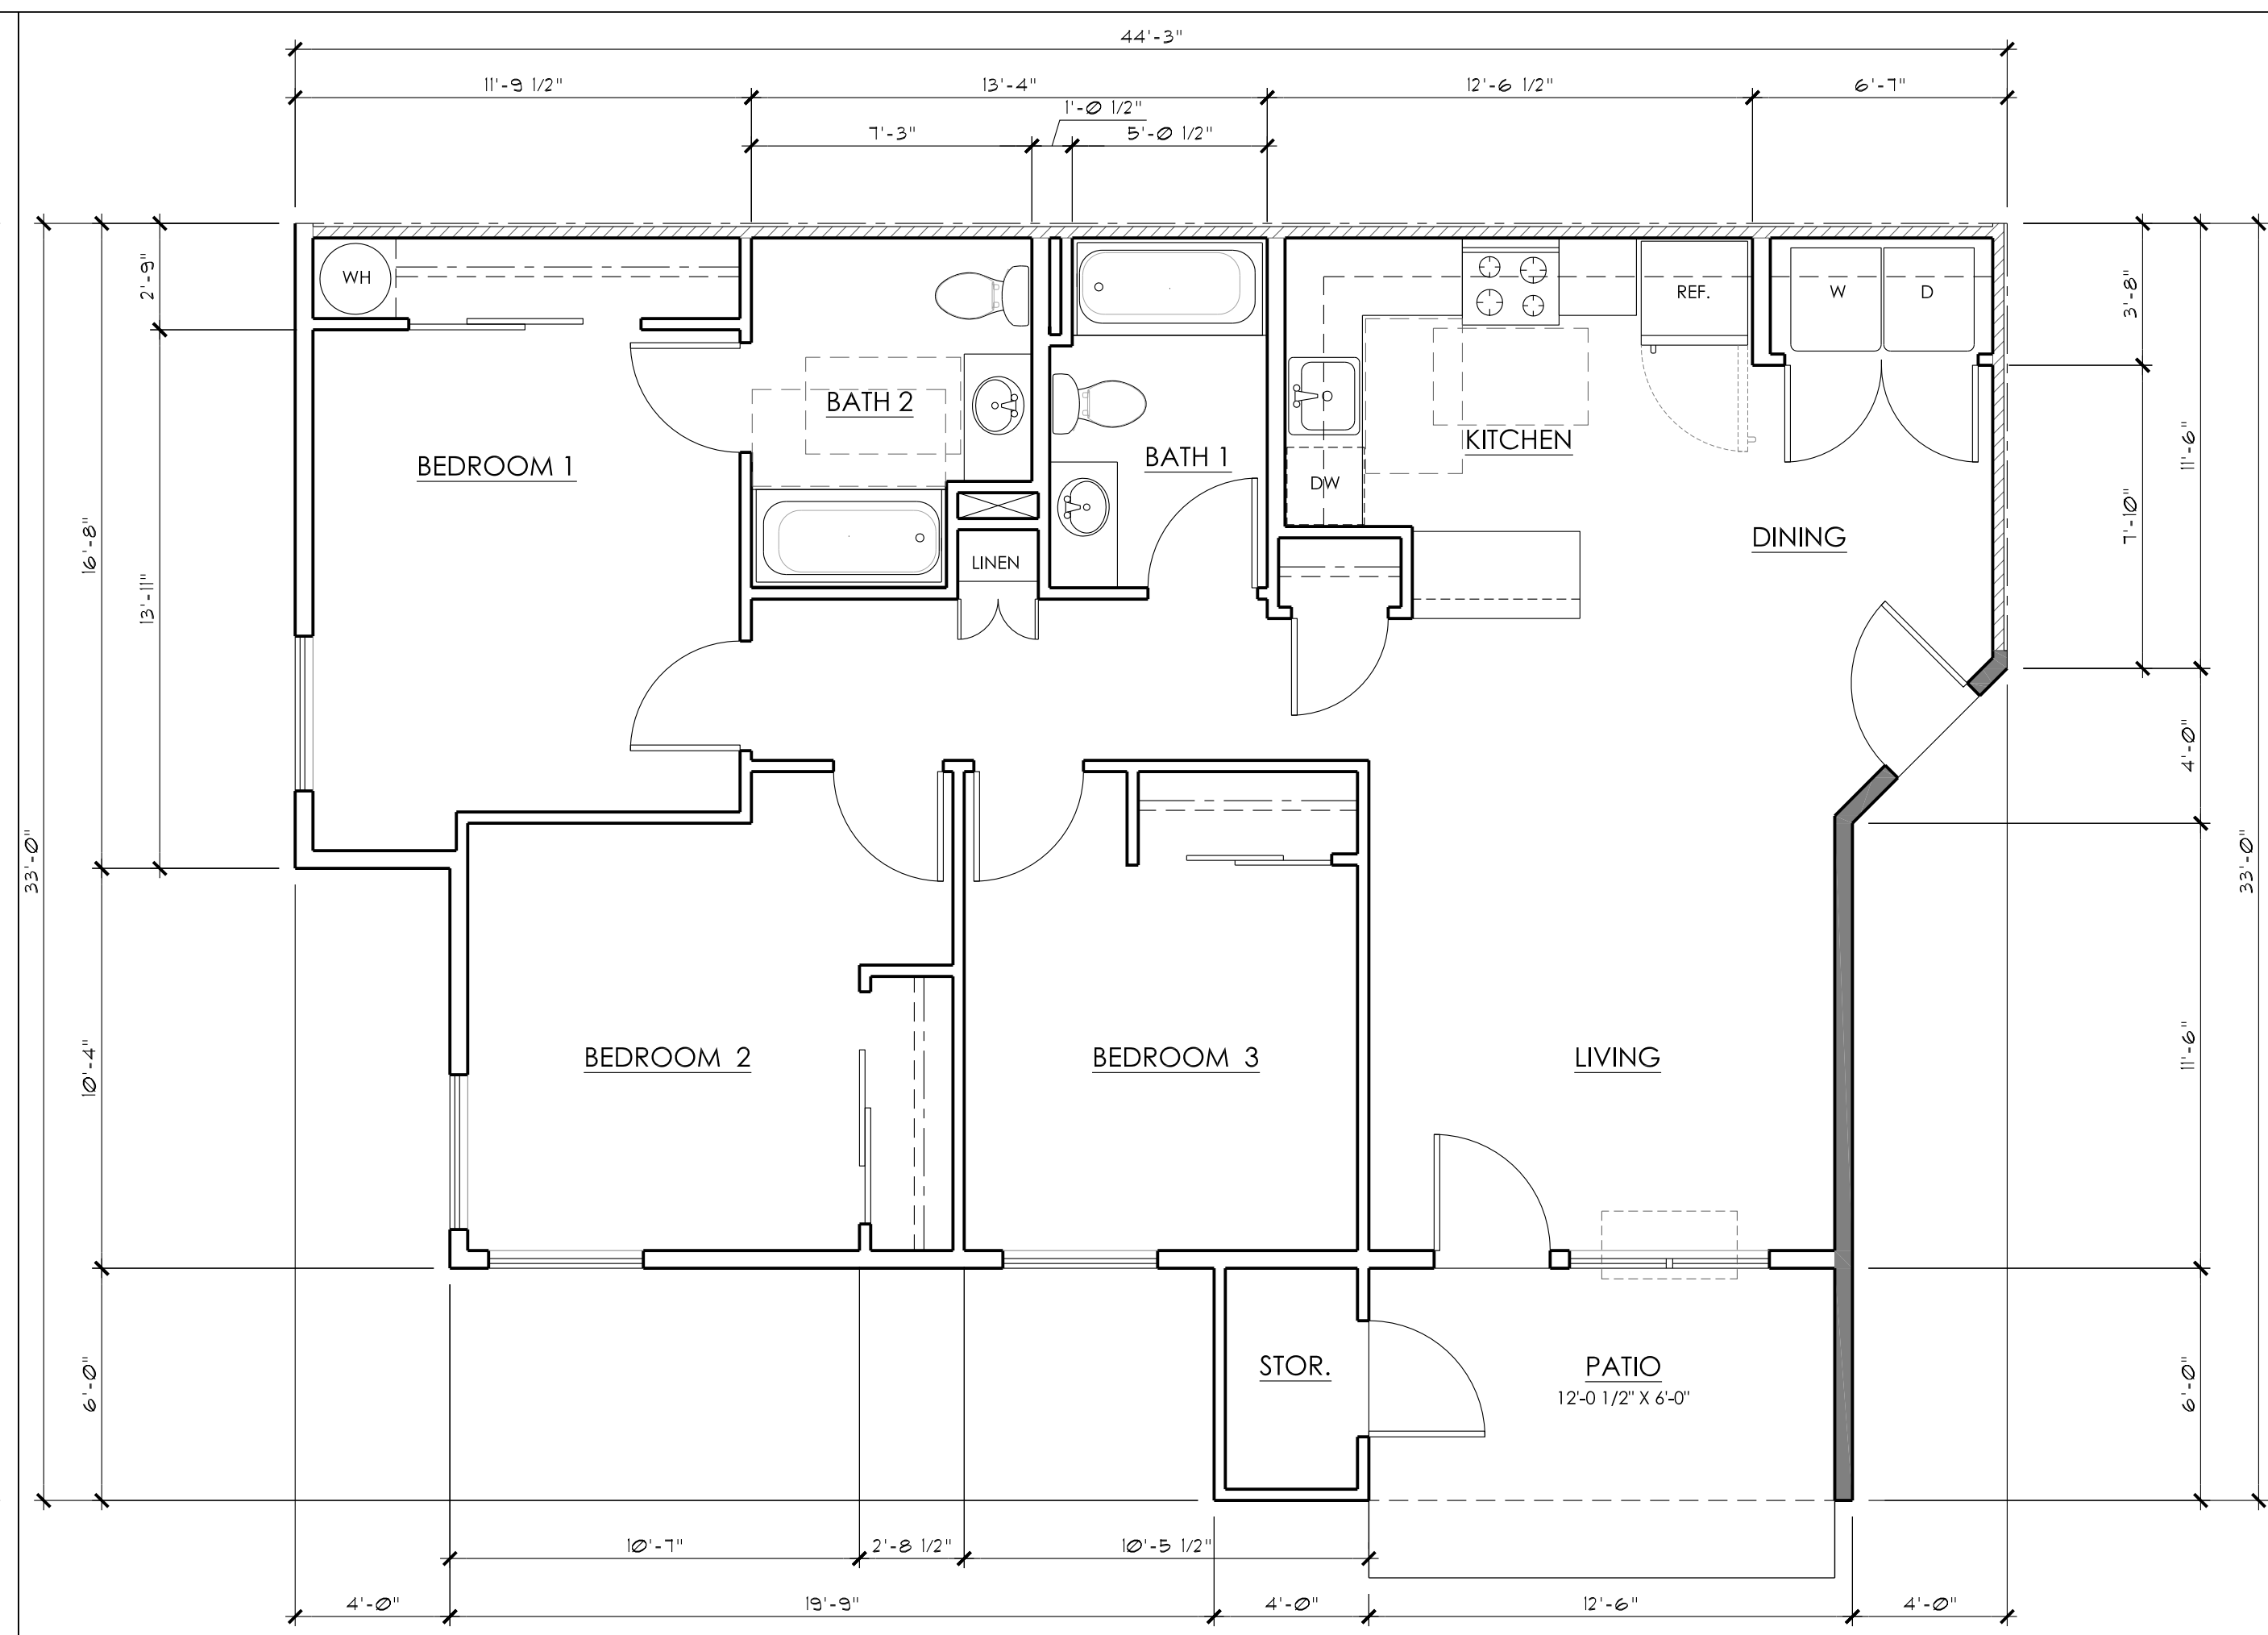 44'-3"
11'-9 1/2"
13'-4"
12'-6 1/2"
6'-7"
1'-0 1/2"
7'-3"
5'-0 1/2"
2'-9"
16'-8"
13'-11"
33'-0"
10'-4"
6'-0"
3'-8"
11'-6"
7'-10"
4'-0"
33'-0"
11'-6"
6'-0"
WH
REF.
W
D
BATH 2
KITCHEN
BEDROOM 1
BATH 1
DW
DINING
LINEN
BEDROOM 2
BEDROOM 3
LIVING
STOR.
PATIO
12'-0 1/2" X 6'-0"
10'-7"
2'-8 1/2"
10'-5 1/2"
4'-0"
19'-9"
4'-0"
12'-6"
4'-0"